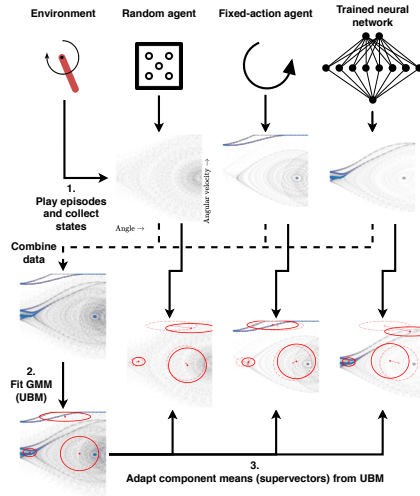 Environment
Random agent
Fixed-action agent
Trained neural
network
1.
Play episodes
and collect
states
Angle →
Angular velocity →
Combine
data
2.
Fit GMM
(UBM)
3.
Adapt component means (supervectors) from UBM